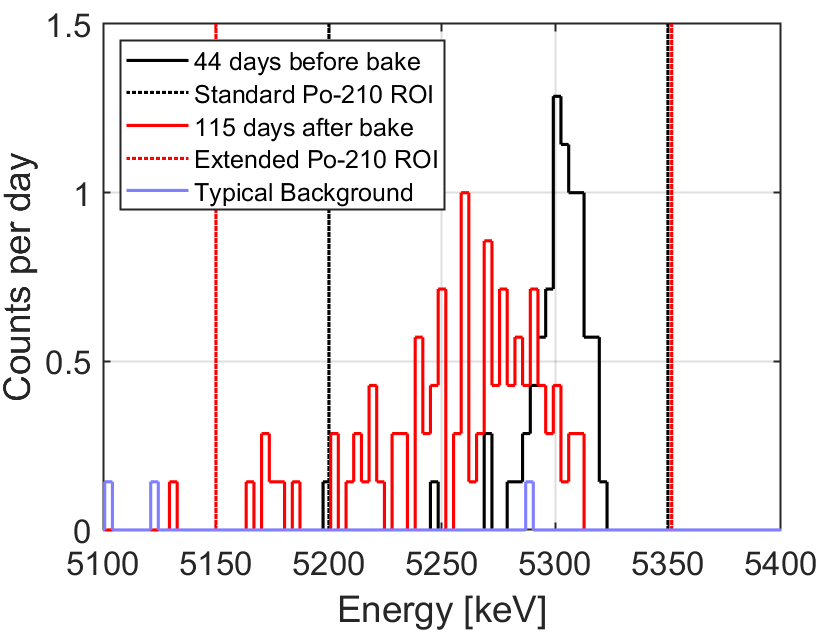 1.5
1
0.5
0
Counts per day
44 days before bake
Standard Po-210 ROI
115 days after bake
Extended Po-210 ROI
Typical Background
5100 5150 5200 5250 5300 5350 5400
Energy [keV]